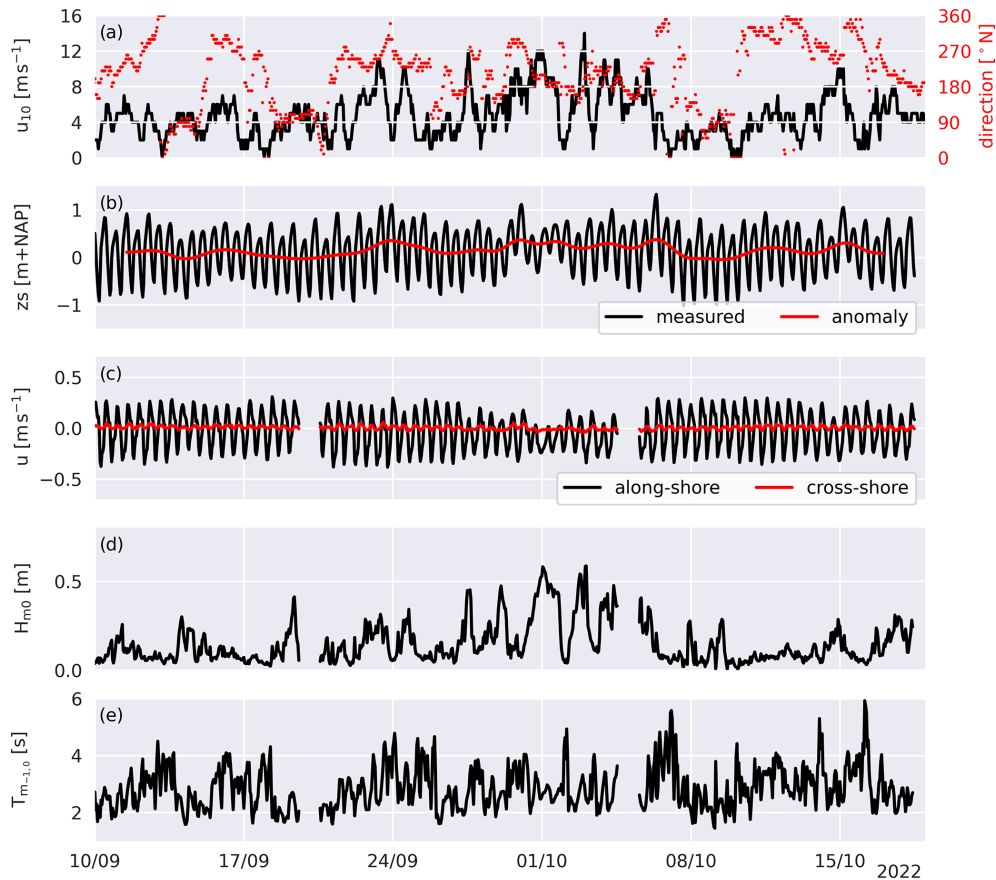 (a)
u10 [ms⁻¹]
16
12
8
4
0
360
270
180
90
0
direction [°N]
(b)
zs [m+NAP]
1
0
−1
measured
anomaly
(c)
u [ms⁻¹]
0.5
0.0
−0.5
along-shore
cross-shore
(d)
Hm0 [m]
0.5
0.0
(e)
Tm−1,0 [s]
6
4
2
10/09 17/09 24/09 01/10 08/10 15/10
2022